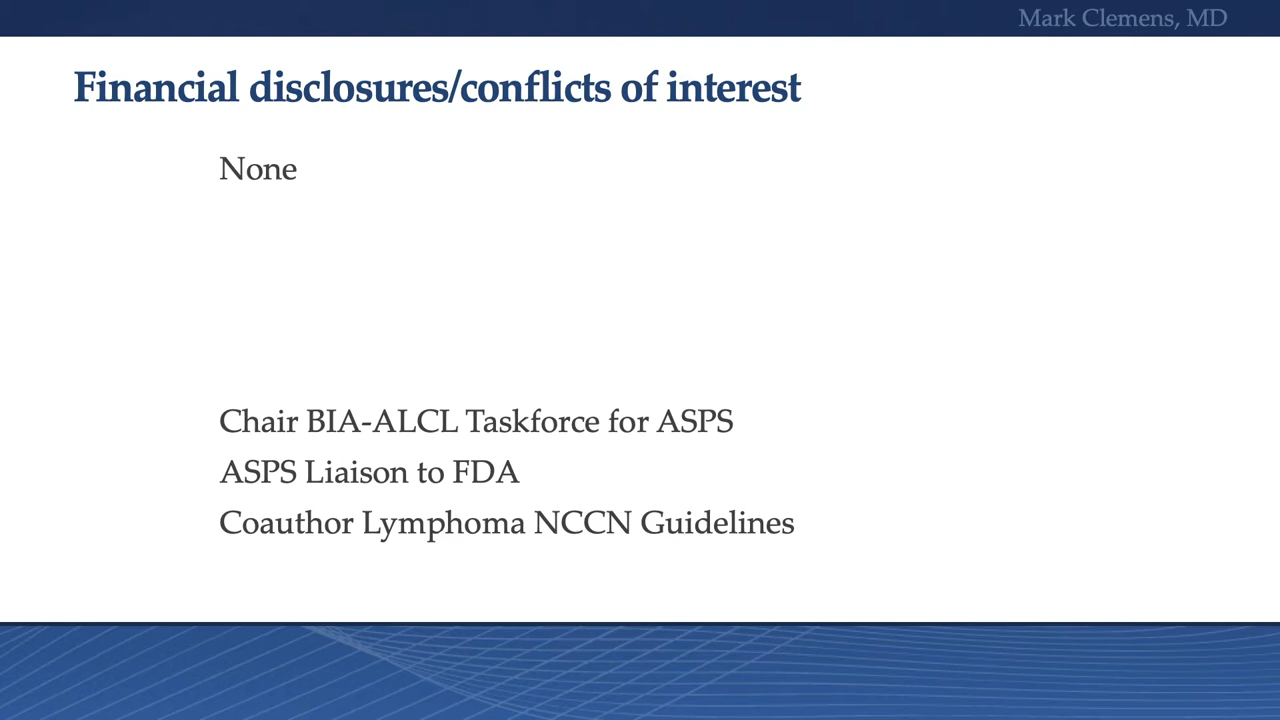 Mark Clemens, MD
Financial disclosures/conflicts of interest
None
Chair BIA-ALCL Taskforce for ASPS
ASPS Liaison to FDA
Coauthor Lymphoma NCCN Guidelines